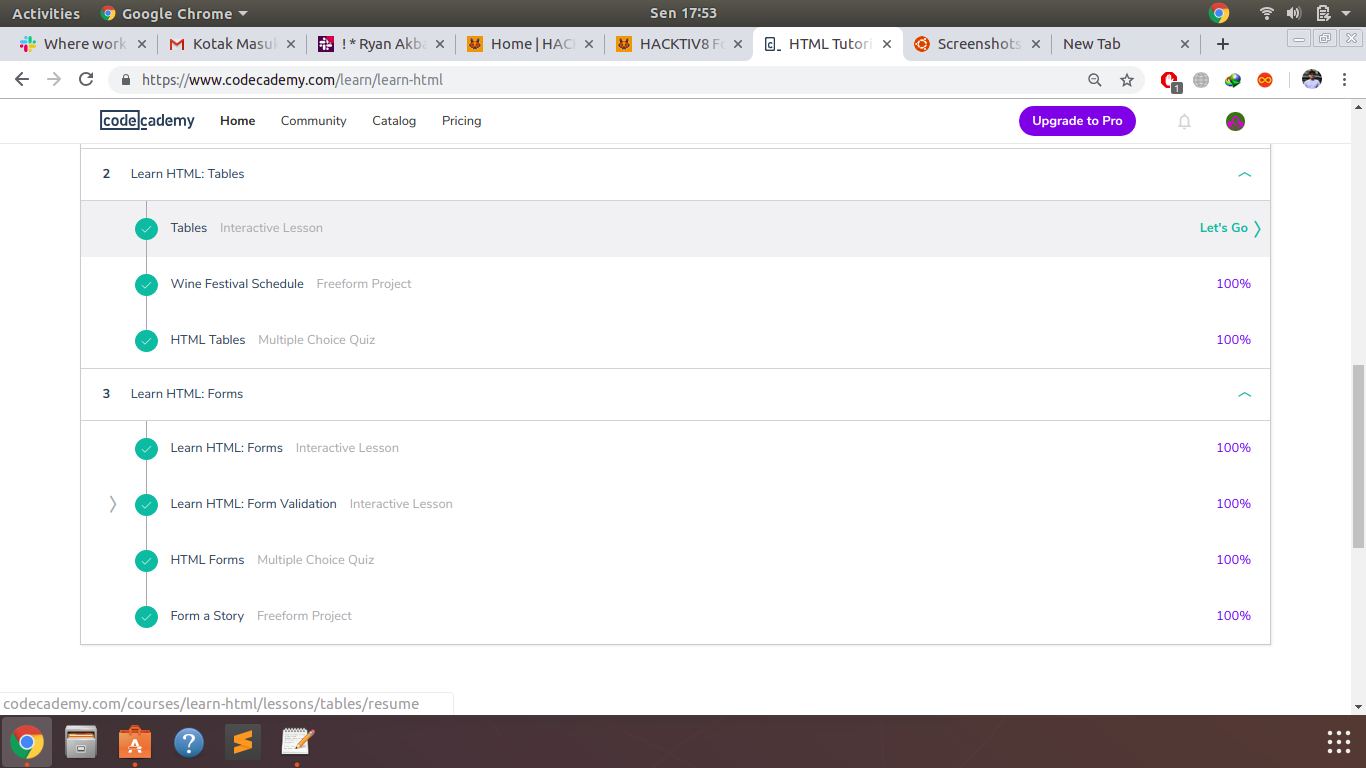 Activities Google Chrome Sen 17:53
Where work Kotak Masu ! * Ryan Akba Home | HAC HACKTIV8 Fo HTML Tutori Screenshots New Tab
https://www.codecademy.com/learn/learn-html 1
codecademy Home Community Catalog Pricing Upgrade to Pro
2 Learn HTML: Tables
Tables Interactive Lesson Let's Go
Wine Festival Schedule Freeform Project 100%
HTML Tables Multiple Choice Quiz 100%
3 Learn HTML: Forms
Learn HTML: Forms Interactive Lesson 100%
Learn HTML: Form Validation Interactive Lesson 100%
HTML Forms Multiple Choice Quiz 100%
Form a Story Freeform Project 100%
codecademy.com/courses/learn-html/lessons/tables/resume